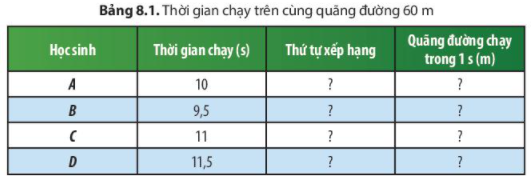 Bảng 8.1. Thời gian chạy trên cùng quãng đường 60 m
Học sinh Thời gian chạy (s) Thứ tự xếp hạng Quãng đường chạy trong 1 s (m)
A 10 ? ?
B 9,5 ? ?
C 11 ? ?
D 11,5 ? ?